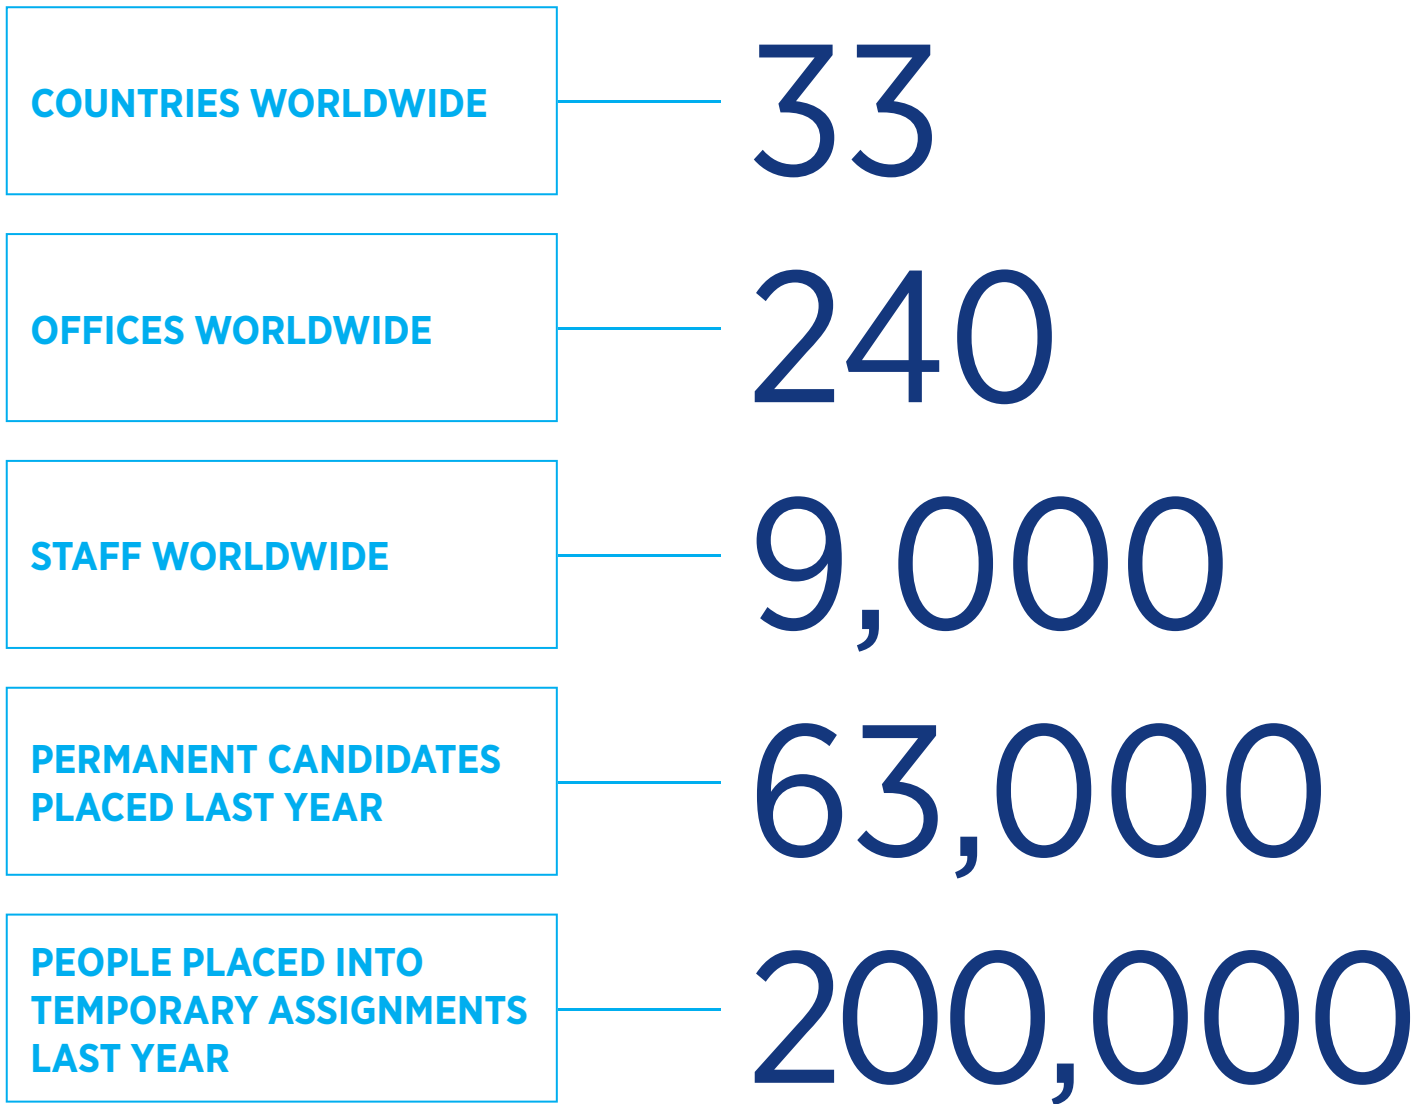 COUNTRIES WORLDWIDE
33
OFFICES WORLDWIDE
240
STAFF WORLDWIDE
9,000
PERMANENT CANDIDATES
PLACED LAST YEAR
63,000
PEOPLE PLACED INTO
TEMPORARY ASSIGNMENTS
LAST YEAR
200,000